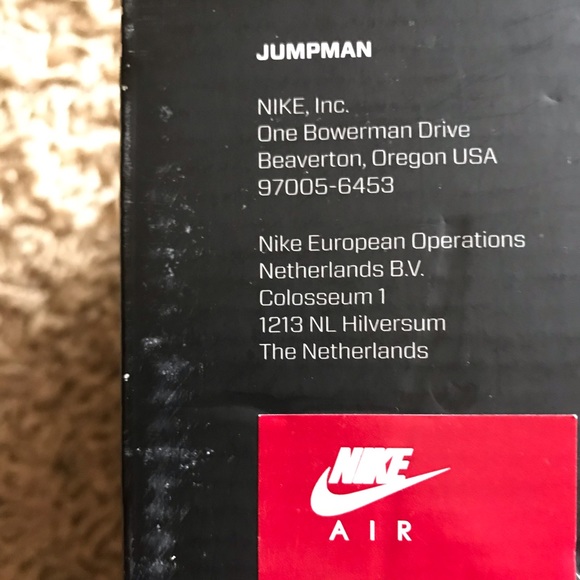 JUMPMAN
NIKE, Inc.
One Bowerman Drive
Beaverton, Oregon USA
97005-6453
Nike European Operations
Netherlands B.V.
Colosseum 1
1213 NL Hilversum
The Netherlands
NIKE
AIR